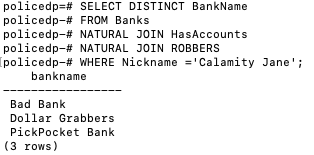 policedp=# SELECT DISTINCT BankName
policedp-# FROM Banks
policedp-# NATURAL JOIN HasAccounts
policedp-# NATURAL JOIN ROBBERS
[policedp-# WHERE Nickname ='Calamity Jane';
    bankname
-----------------
 Bad Bank
 Dollar Grabbers
 PickPocket Bank
(3 rows)